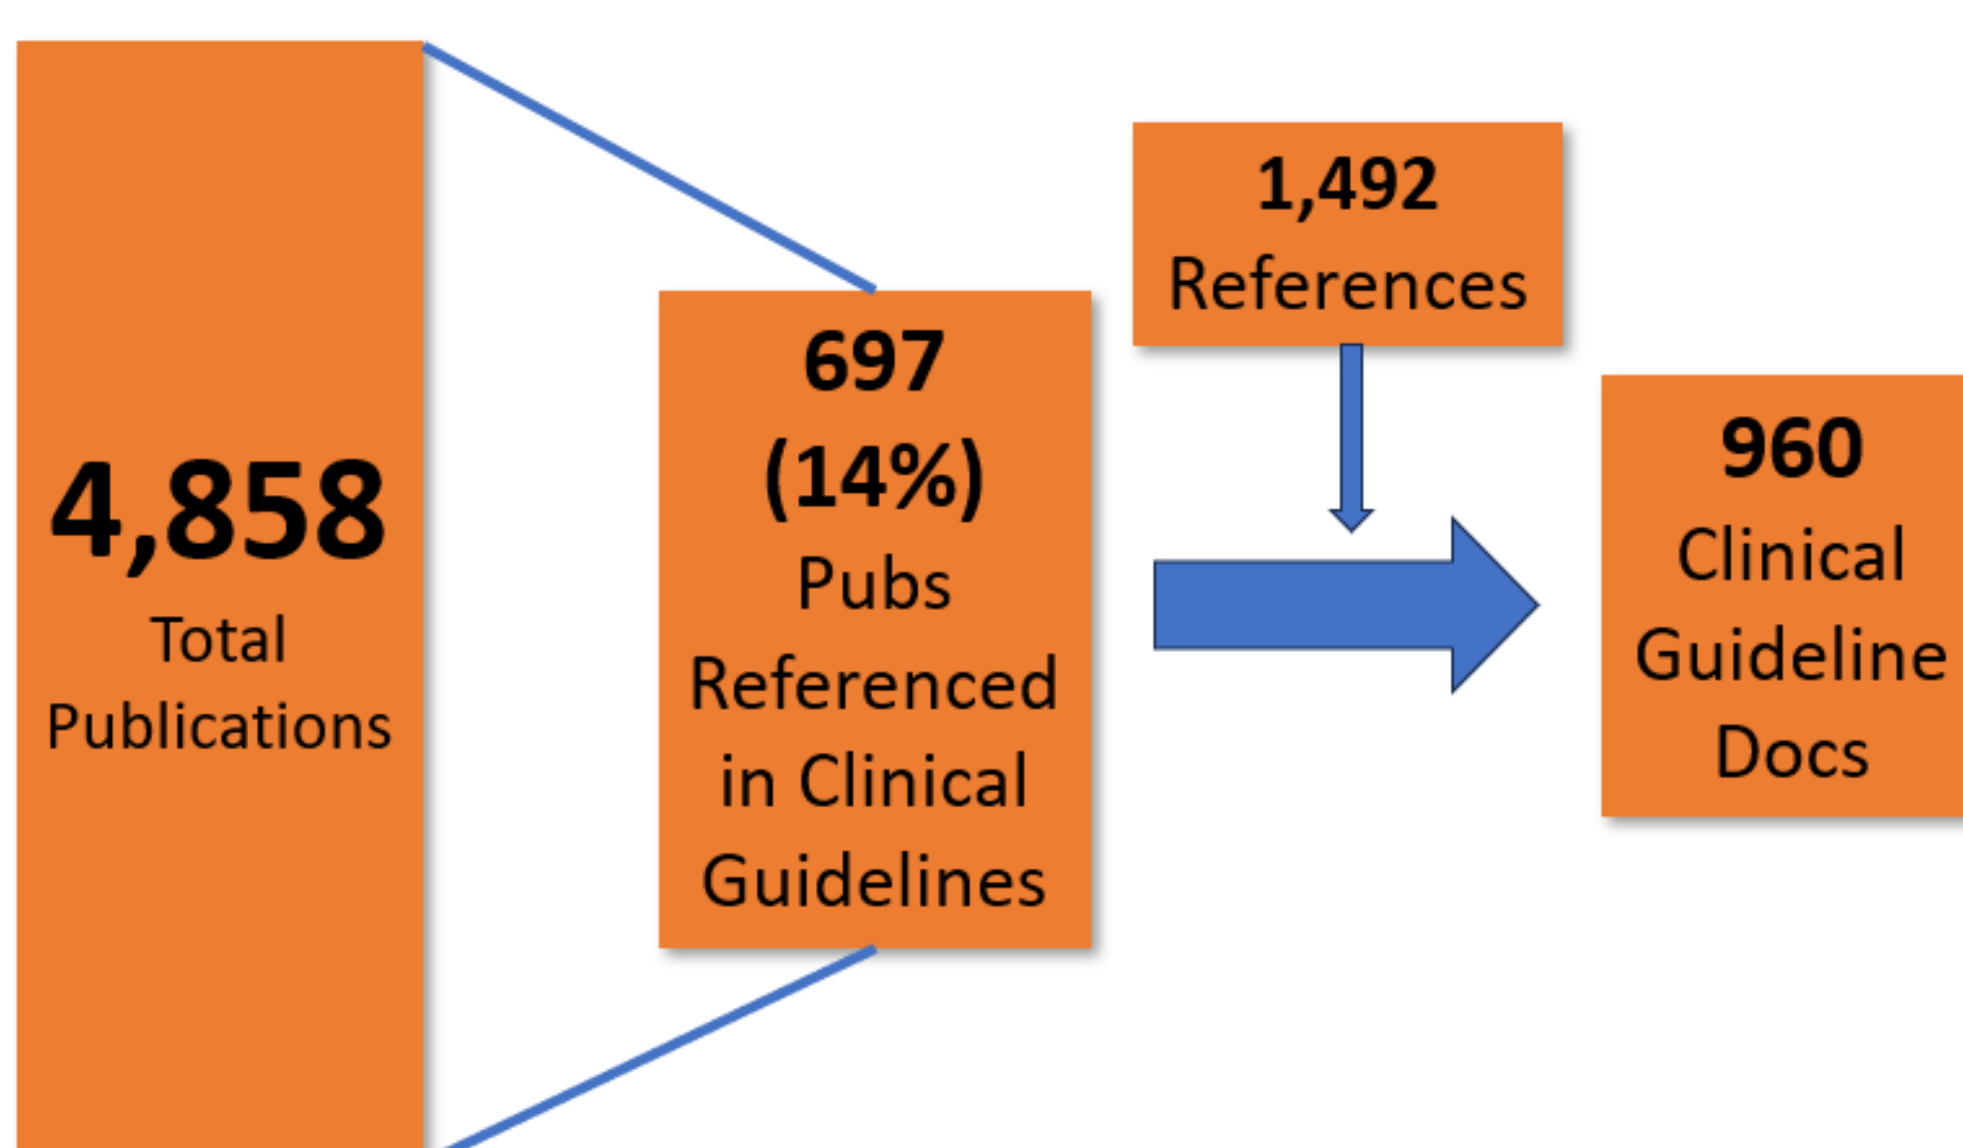 4,858
Total
Publications
697
(14%)
Pubs
Referenced
in Clinical
Guidelines
1,492
References
960
Clinical
Guideline
Docs